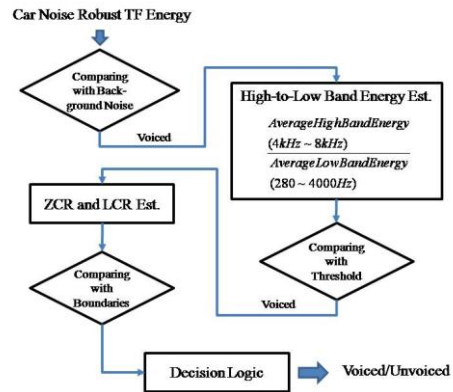 Car Noise Robust TF Energy
Comparing
with Back-
ground Noise
Voiced
High-to-Low Band Energy Est.
AverageHighBandEnergy
(4kHz ~ 8kHz)
AverageLowBandEnergy
(280 ~ 4000Hz)
Comparing
with
Threshold
Voiced
ZCR and LCR Est.
Comparing
with
Boundaries
Decision Logic
Voiced/Unvoiced